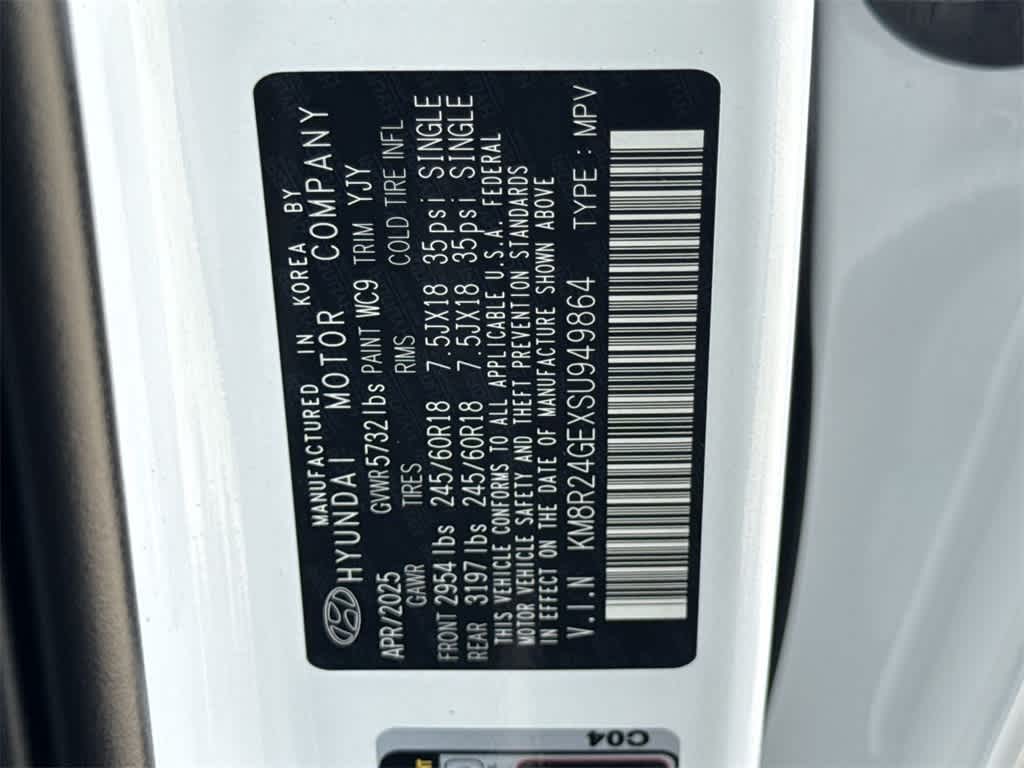 MANUFACTURED IN KOREA BY
HYUNDAI MOTOR COMPANY
APR/2025 GVWR 5732 lbs PAINT WC9 TRIM YJY
GAWR TIRES RIMS COLD TIRE INFL
FRONT 2954 lbs 245/60R18 7.5JX18 35psi SINGLE
REAR 3197 lbs 245/60R18 7.5JX18 35psi SINGLE
THIS VEHICLE CONFORMS TO ALL APPLICABLE U.S.A. FEDERAL
MOTOR VEHICLE SAFETY AND THEFT PREVENTION STANDARDS
IN EFFECT ON THE DATE OF MANUFACTURE SHOWN ABOVE
V.I.N KM8R24GEXSU949864 TYPE : MPV
C04